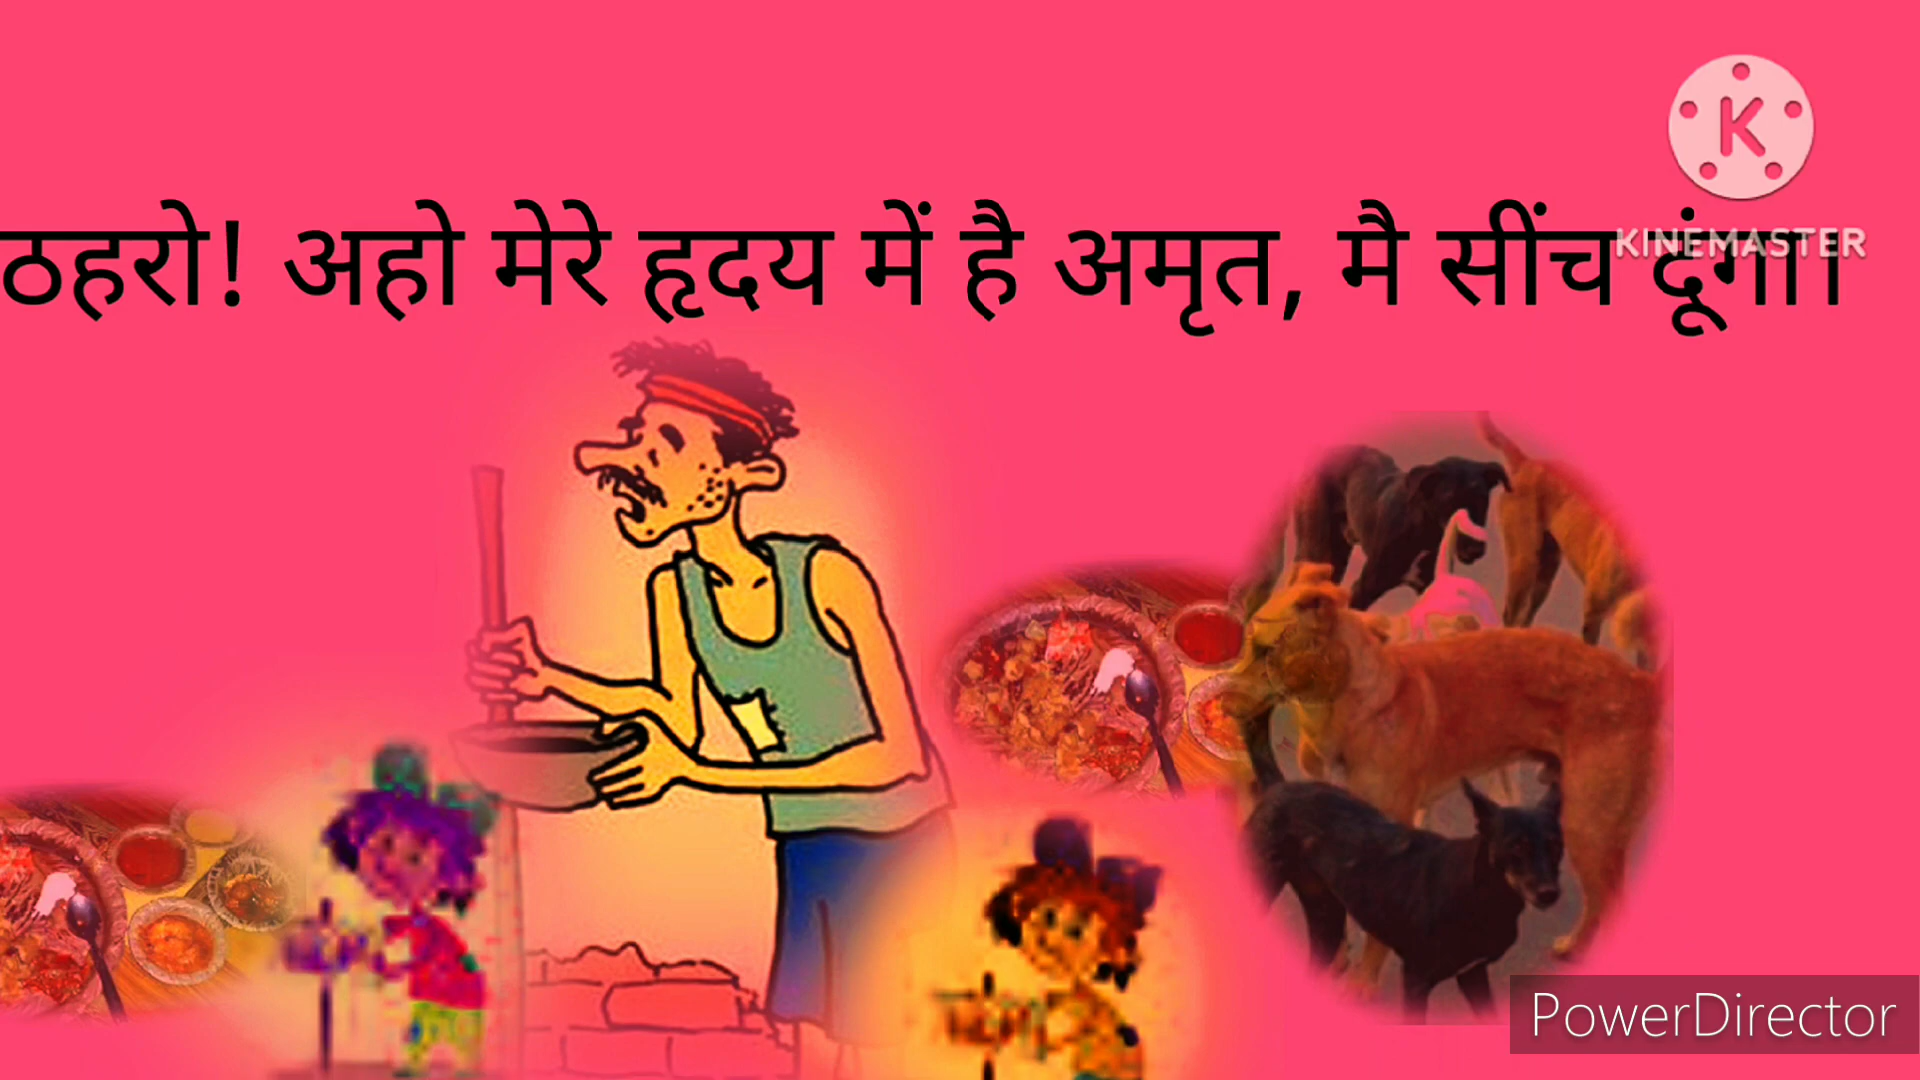 K
KINEMASTER
ठहरो! अहो मेरे हृदय में है अमृत, मै सींच दूंगा।
PowerDirector